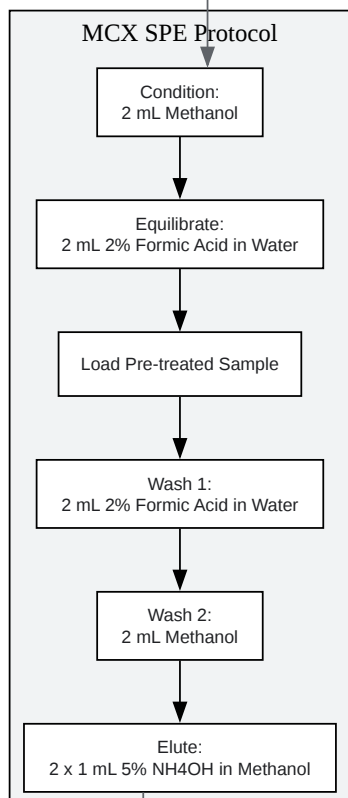 MCX SPE Protocol
Condition:
2 mL Methanol
Equilibrate:
2 mL 2% Formic Acid in Water
Load Pre-treated Sample
Wash 1:
2 mL 2% Formic Acid in Water
Wash 2:
2 mL Methanol
Elute:
2 x 1 mL 5% NH4OH in Methanol